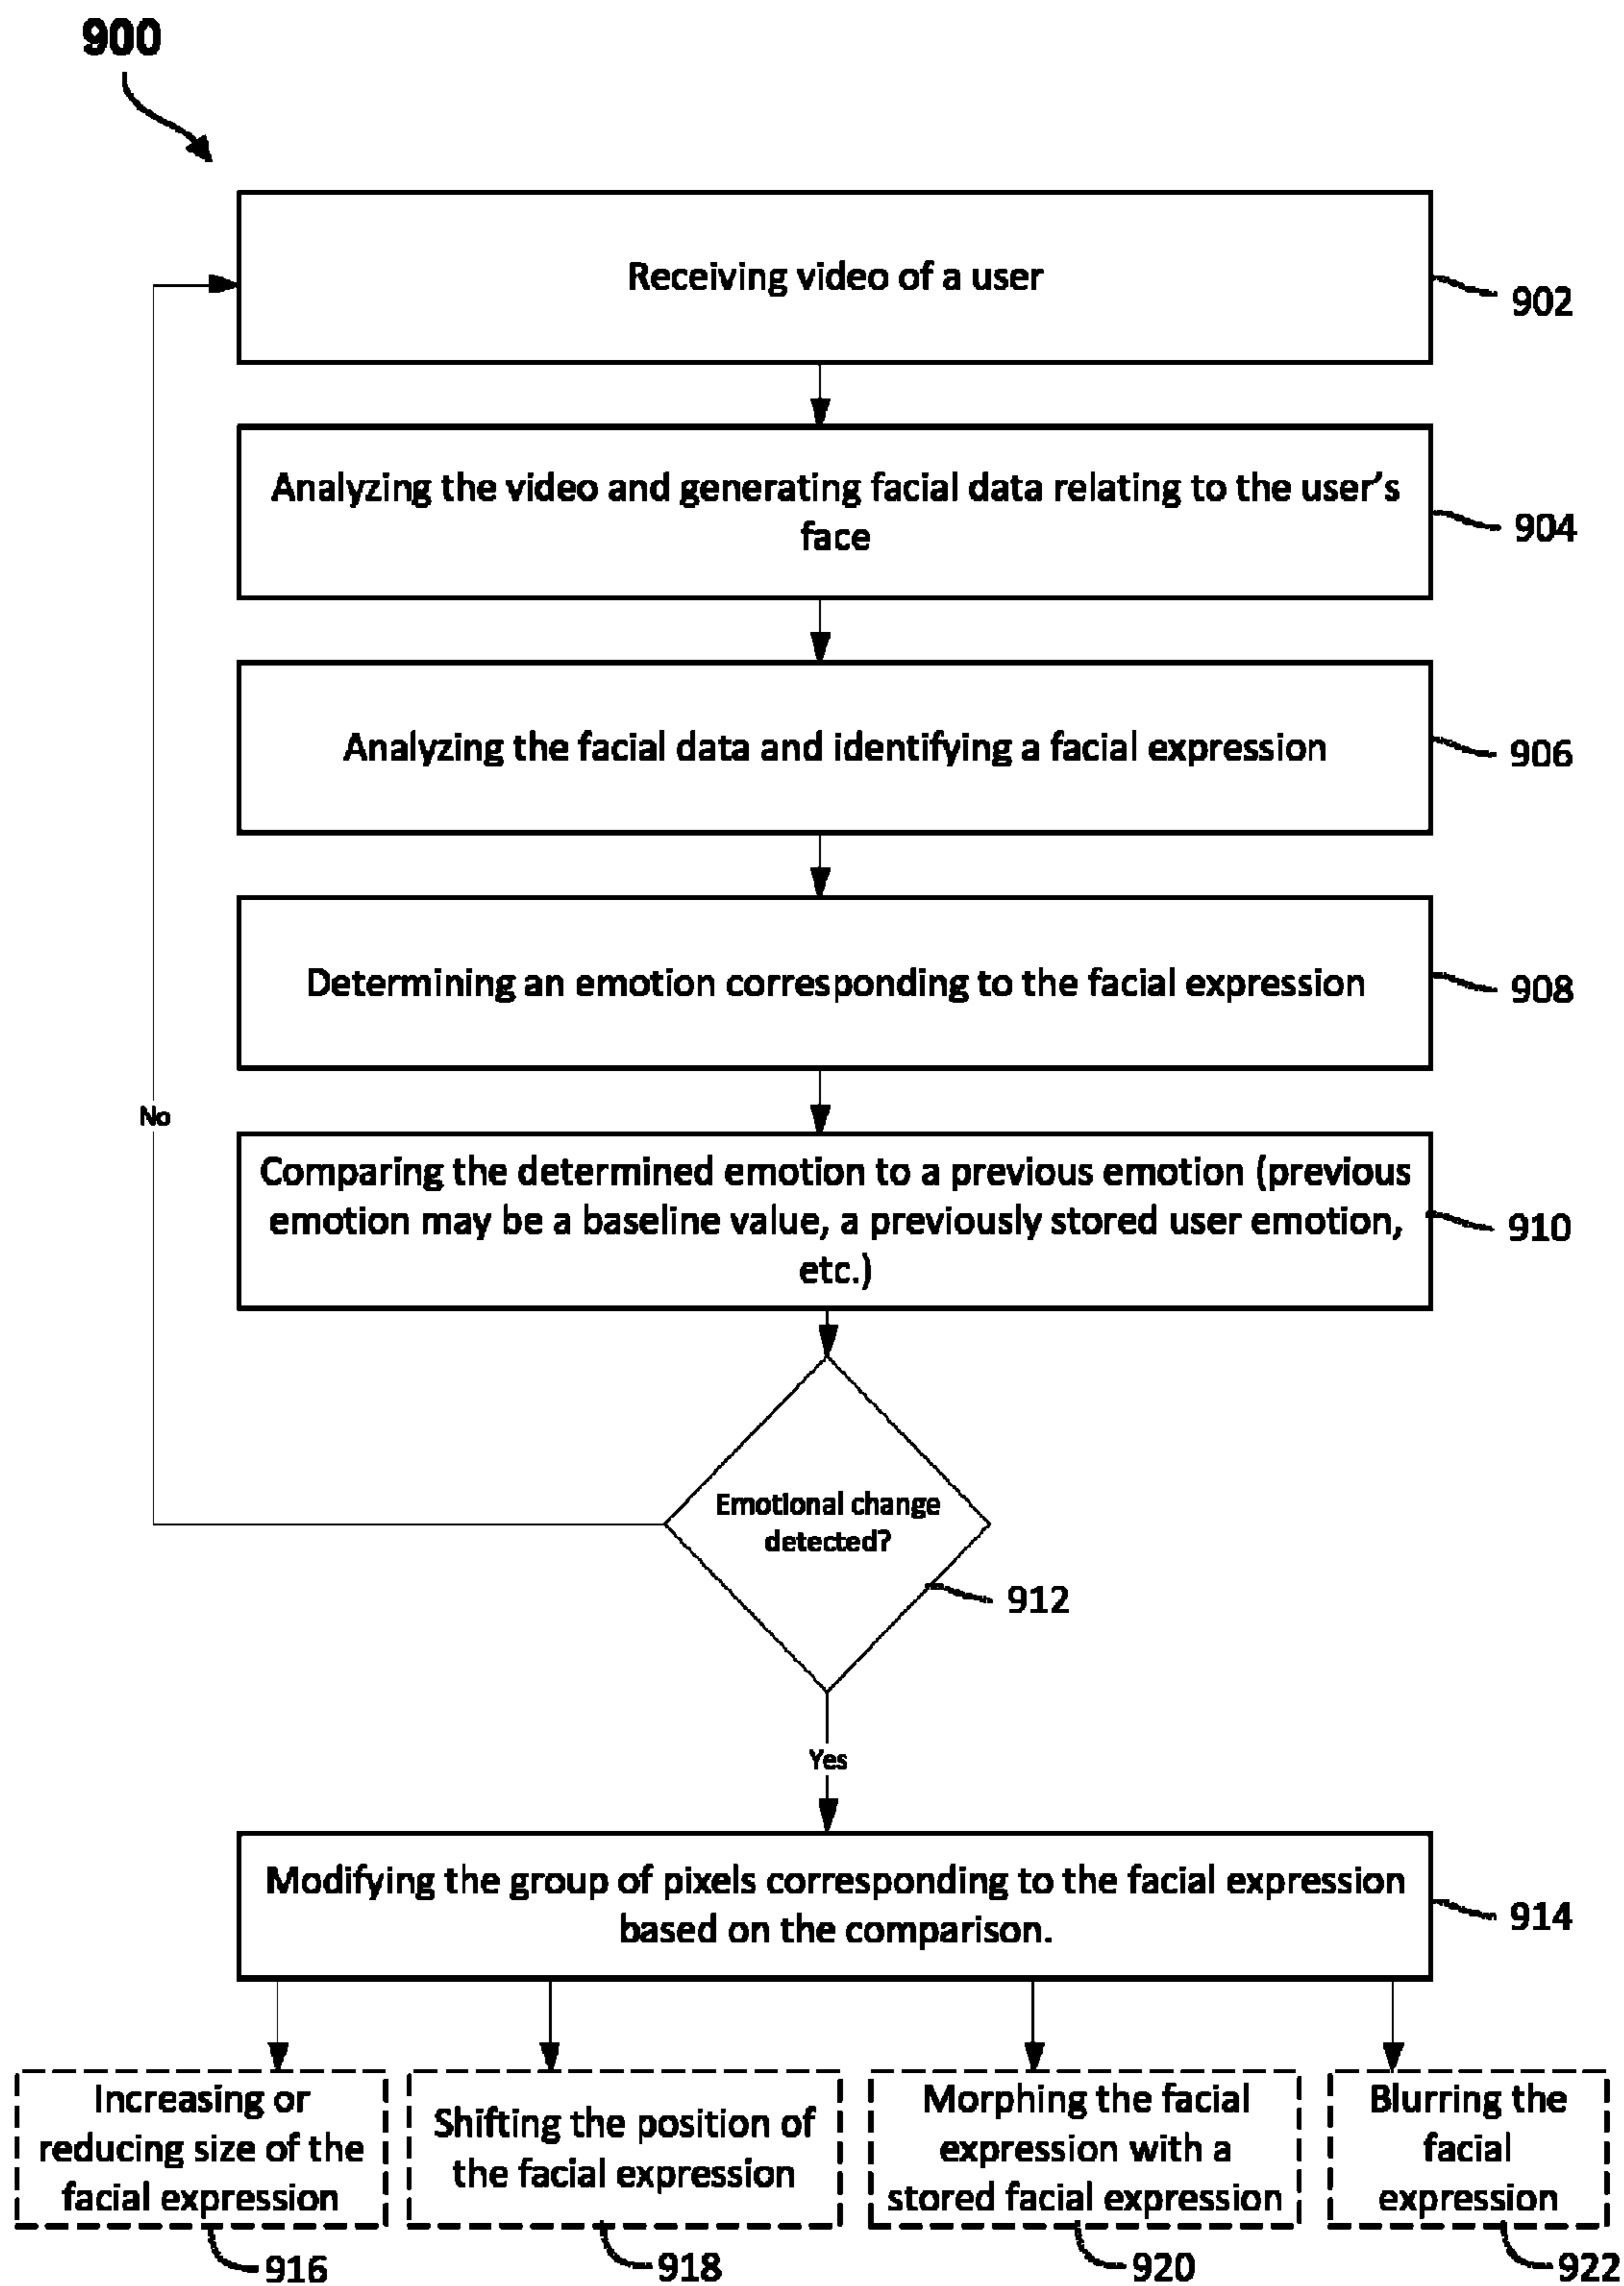 900
Receiving video of a user
902
Analyzing the video and generating facial data relating to the user's
face
904
Analyzing the facial data and identifying a facial expression
906
Determining an emotion corresponding to the facial expression
908
No
Comparing the determined emotion to a previous emotion (previous
emotion may be a baseline value, a previously stored user emotion,
etc.)
910
Emotional change
detected?
912
Yes
Modifying the group of pixels corresponding to the facial expression
based on the comparison.
914
Increasing or
reducing size of the
facial expression
916
Shifting the position of
the facial expression
918
Morphing the facial
expression with a
stored facial expression
920
Blurring the
facial
expression
922